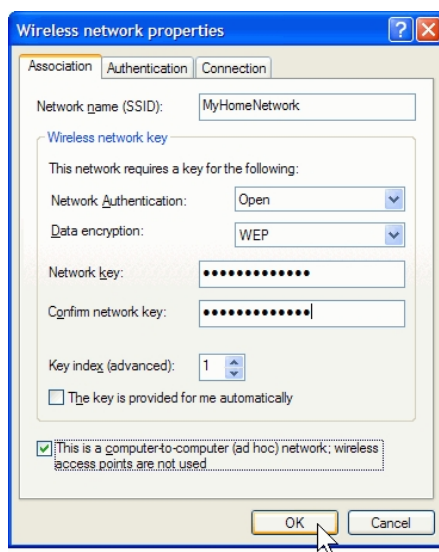 Wireless network properties
Association Authentication Connection
Network name (SSID): MyHomeNetwork
Wireless network key
This network requires a key for the following:
Network Authentication: Open
Data encryption: WEP
Network key: •••••••••••••
Confirm network key: •••••••••••••
Key index (advanced): 1
The key is provided for me automatically
This is a computer-to-computer (ad hoc) network; wireless
access points are not used
OK Cancel